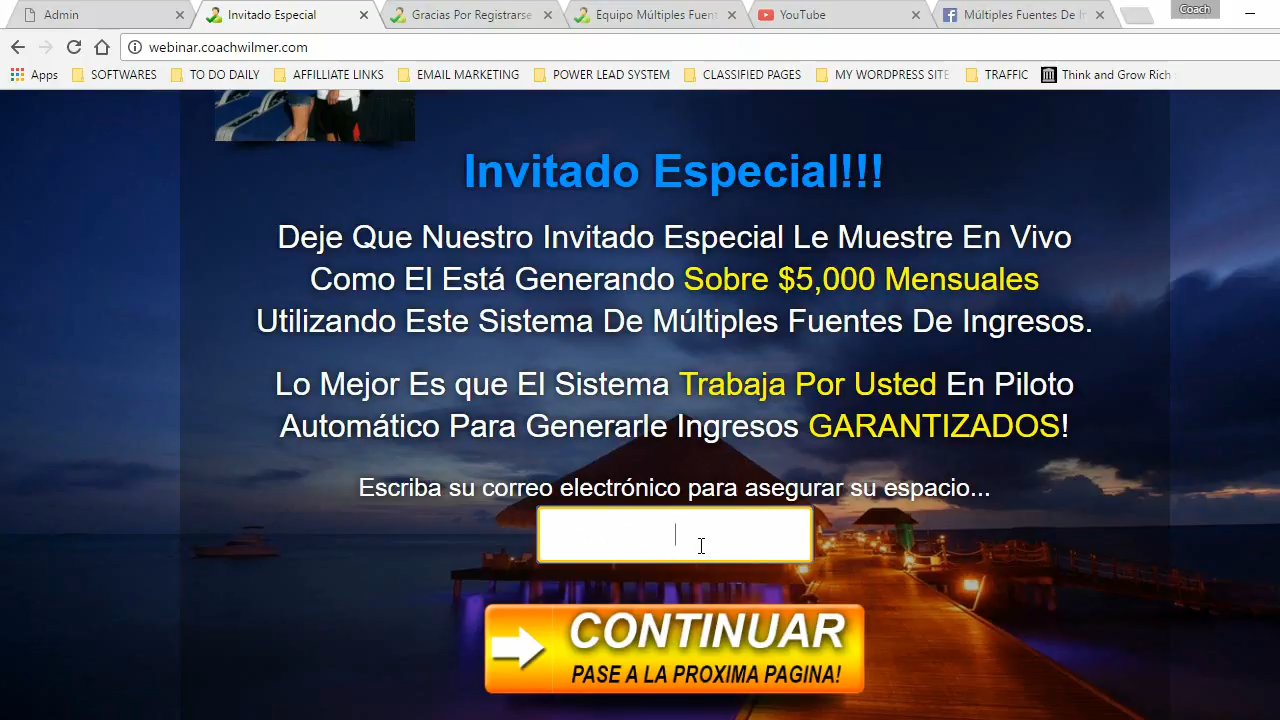 Admin
Invitado Especial
Gracias Por Registrarse
Equipo Múltiples Fuent
YouTube
Múltiples Fuentes De I
Coach
webinar.coachwilmer.com
Apps
SOFTWARES
TO DO DAILY
AFFILLIATE LINKS
EMAIL MARKETING
POWER LEAD SYSTEM
CLASSIFIED PAGES
MY WORDPRESS SITE
TRAFFIC
Think and Grow Rich
Invitado Especial!!!
Deje Que Nuestro Invitado Especial Le Muestre En Vivo
Como El Está Generando Sobre $5,000 Mensuales
Utilizando Este Sistema De Múltiples Fuentes De Ingresos.
Lo Mejor Es que El Sistema Trabaja Por Usted En Piloto
Automático Para Generarle Ingresos GARANTIZADOS!
Escriba su correo electrónico para asegurar su espacio...
CONTINUAR
PASE A LA PROXIMA PAGINA!